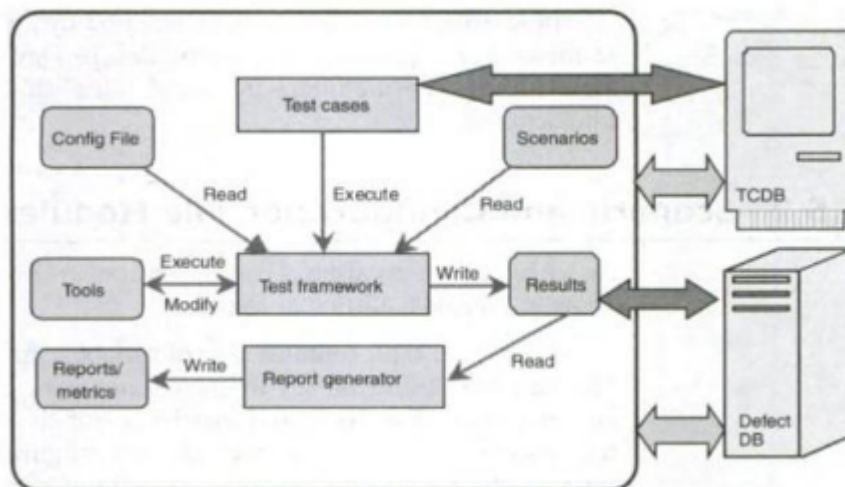 Test cases
Config File
Scenarios
TCDB
Read
Execute
Read
Execute
Modify
Tools
Test framework
Write
Results
Read
Reports/
metrics
Write
Report generator
Defect
DB